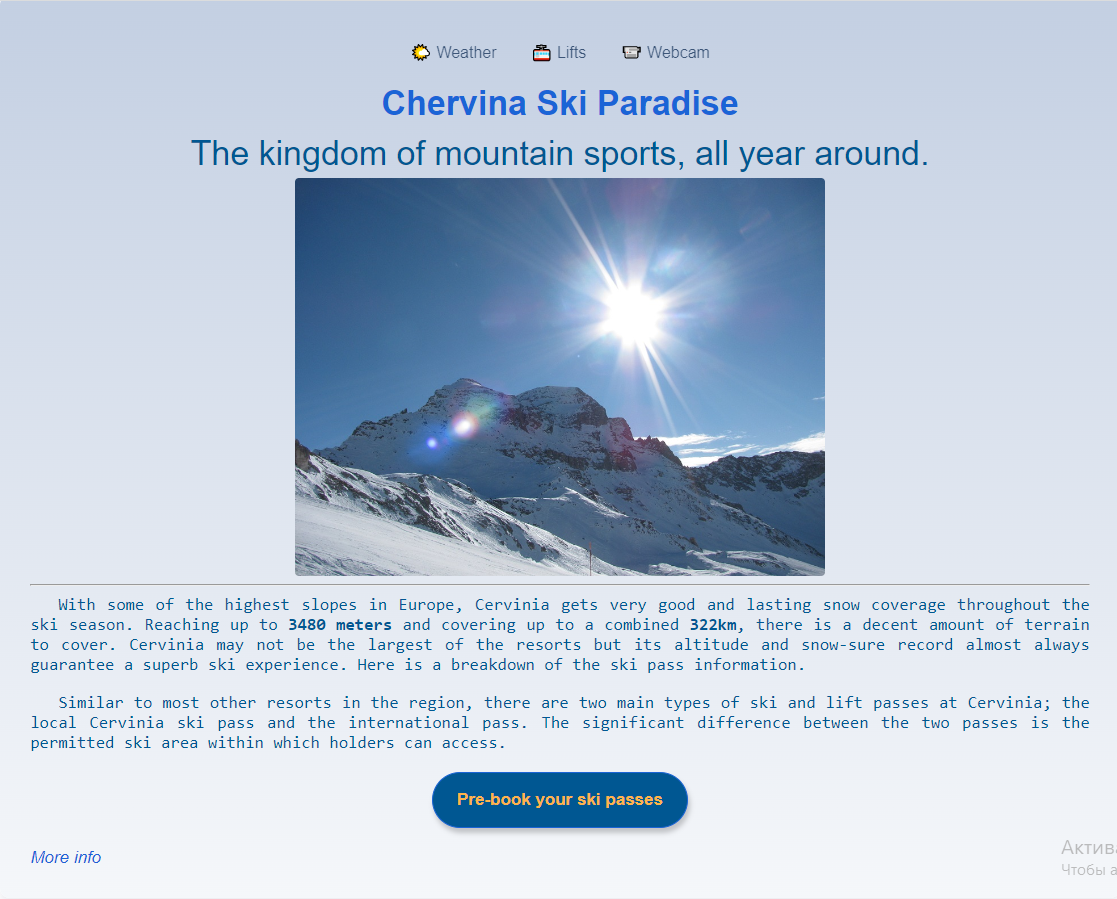 Weather Lifts Webcam
Chervina Ski Paradise
The kingdom of mountain sports, all year around.
With some of the highest slopes in Europe, Cervinia gets very good and lasting snow coverage throughout the
ski season. Reaching up to 3480 meters and covering up to a combined 322km, there is a decent amount of terrain
to cover. Cervinia may not be the largest of the resorts but its altitude and snow-sure record almost always
guarantee a superb ski experience. Here is a breakdown of the ski pass information.
Similar to most other resorts in the region, there are two main types of ski and lift passes at Cervinia; the
local Cervinia ski pass and the international pass. The significant difference between the two passes is the
permitted ski area within which holders can access.
Pre-book your ski passes
More info
Чтобы